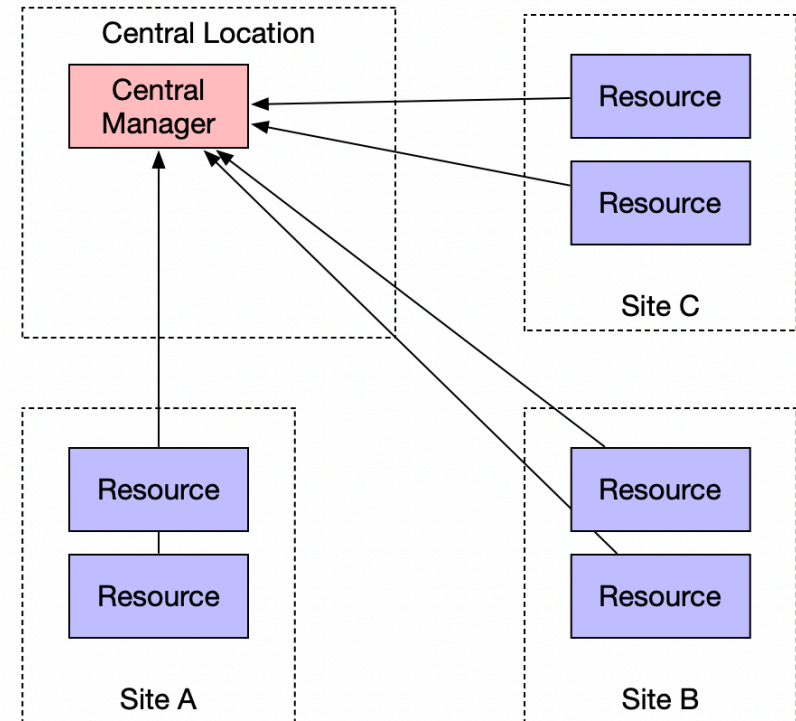 Central Location
Central
Manager
Resource
Resource
Site C
Resource
Resource
Site A
Resource
Resource
Site B